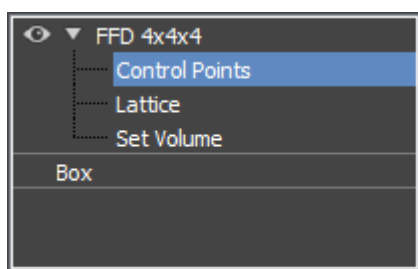 FFD 4x4x4
Control Points
Lattice
Set Volume
Box